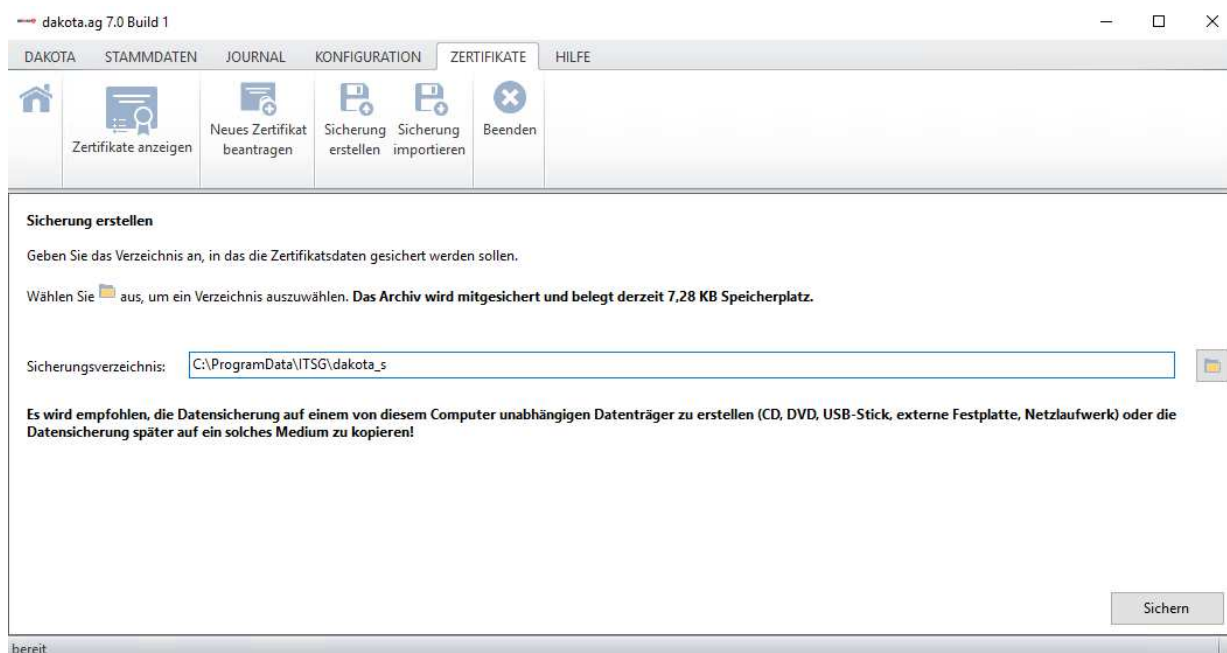 dakota.ag 7.0 Build 1
DAKOTA STAMMDATEN JOURNAL KONFIGURATION ZERTIFIKATE HILFE
Zertifikate anzeigen
Neues Zertifikat
beantragen
Sicherung
erstellen
Sicherung
importieren
Beenden
Sicherung erstellen
Geben Sie das Verzeichnis an, in das die Zertifikatsdaten gesichert werden sollen.
Wählen Sie aus, um ein Verzeichnis auszuwählen. Das Archiv wird mitgesichert und belegt derzeit 7,28 KB Speicherplatz.
Sicherungsverzeichnis: C:\ProgramData\ITSG\dakota_s
Es wird empfohlen, die Datensicherung auf einem von diesem Computer unabhängigen Datenträger zu erstellen (CD, DVD, USB-Stick, externe Festplatte, Netzlaufwerk) oder die
Datensicherung später auf ein solches Medium zu kopieren!
Sichern
bereit